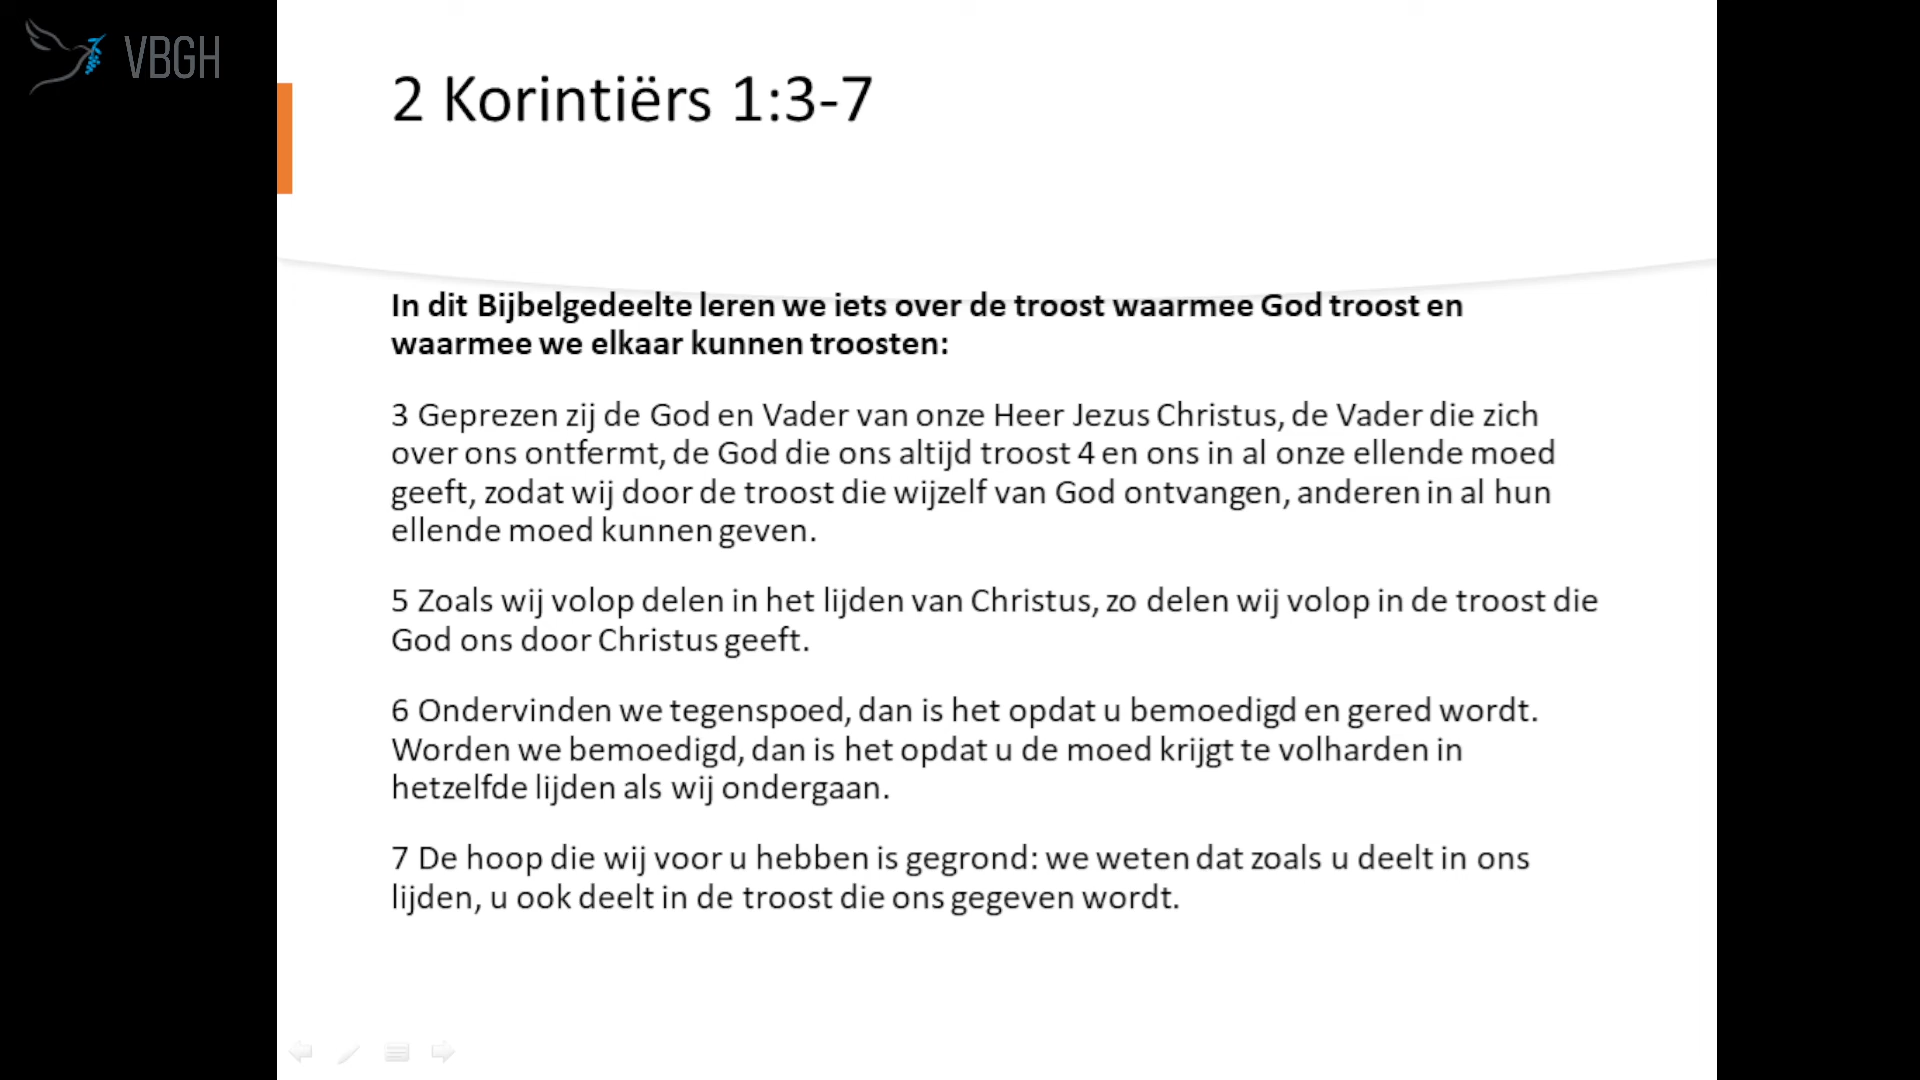 VBGH
2 Korintiërs 1:3-7
In dit Bijbelgedeelte leren we iets over de troost waarmee God troost en
waarmee we elkaar kunnen troosten:
3 Geprezen zij de God en Vader van onze Heer Jezus Christus, de Vader die zich
over ons ontfermt, de God die ons altijd troost 4 en ons in al onze ellende moed
geeft, zodat wij door de troost die wijzelf van God ontvangen, anderen in al hun
ellende moed kunnen geven.
5 Zoals wij volop delen in het lijden van Christus, zo delen wij volop in de troost die
God ons door Christus geeft.
6 Ondervinden we tegenspoed, dan is het opdat u bemoedigd en gered wordt.
Worden we bemoedigd, dan is het opdat u de moed krijgt te volharden in
hetzelfde lijden als wij ondergaan.
7 De hoop die wij voor u hebben is gegrond: we weten dat zoals u deelt in ons
lijden, u ook deelt in de troost die ons gegeven wordt.